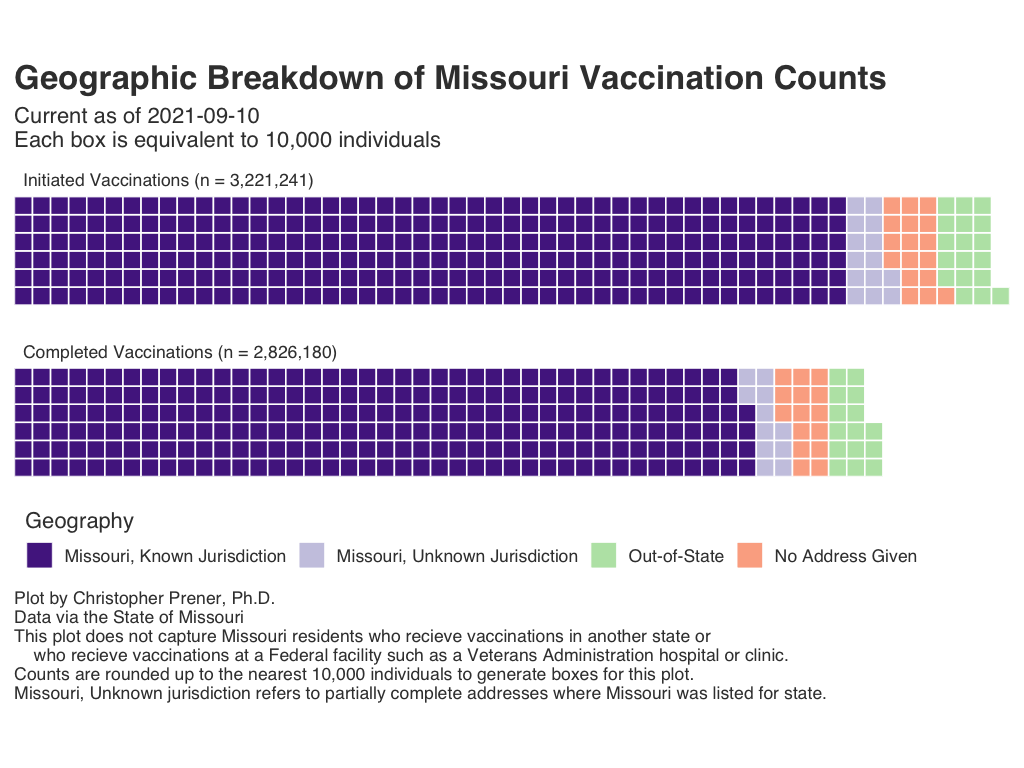 Geographic Breakdown of Missouri Vaccination Counts
Current as of 2021-09-10
Each box is equivalent to 10,000 individuals
Initiated Vaccinations (n = 3,221,241)
Completed Vaccinations (n = 2,826,180)
Geography
Missouri, Known Jurisdiction Missouri, Unknown Jurisdiction Out-of-State No Address Given
Plot by Christopher Prener, Ph.D.
Data via the State of Missouri
This plot does not capture Missouri residents who recieve vaccinations in another state or
who recieve vaccinations at a Federal facility such as a Veterans Administration hospital or clinic.
Counts are rounded up to the nearest 10,000 individuals to generate boxes for this plot.
Missouri, Unknown jurisdiction refers to partially complete addresses where Missouri was listed for state.